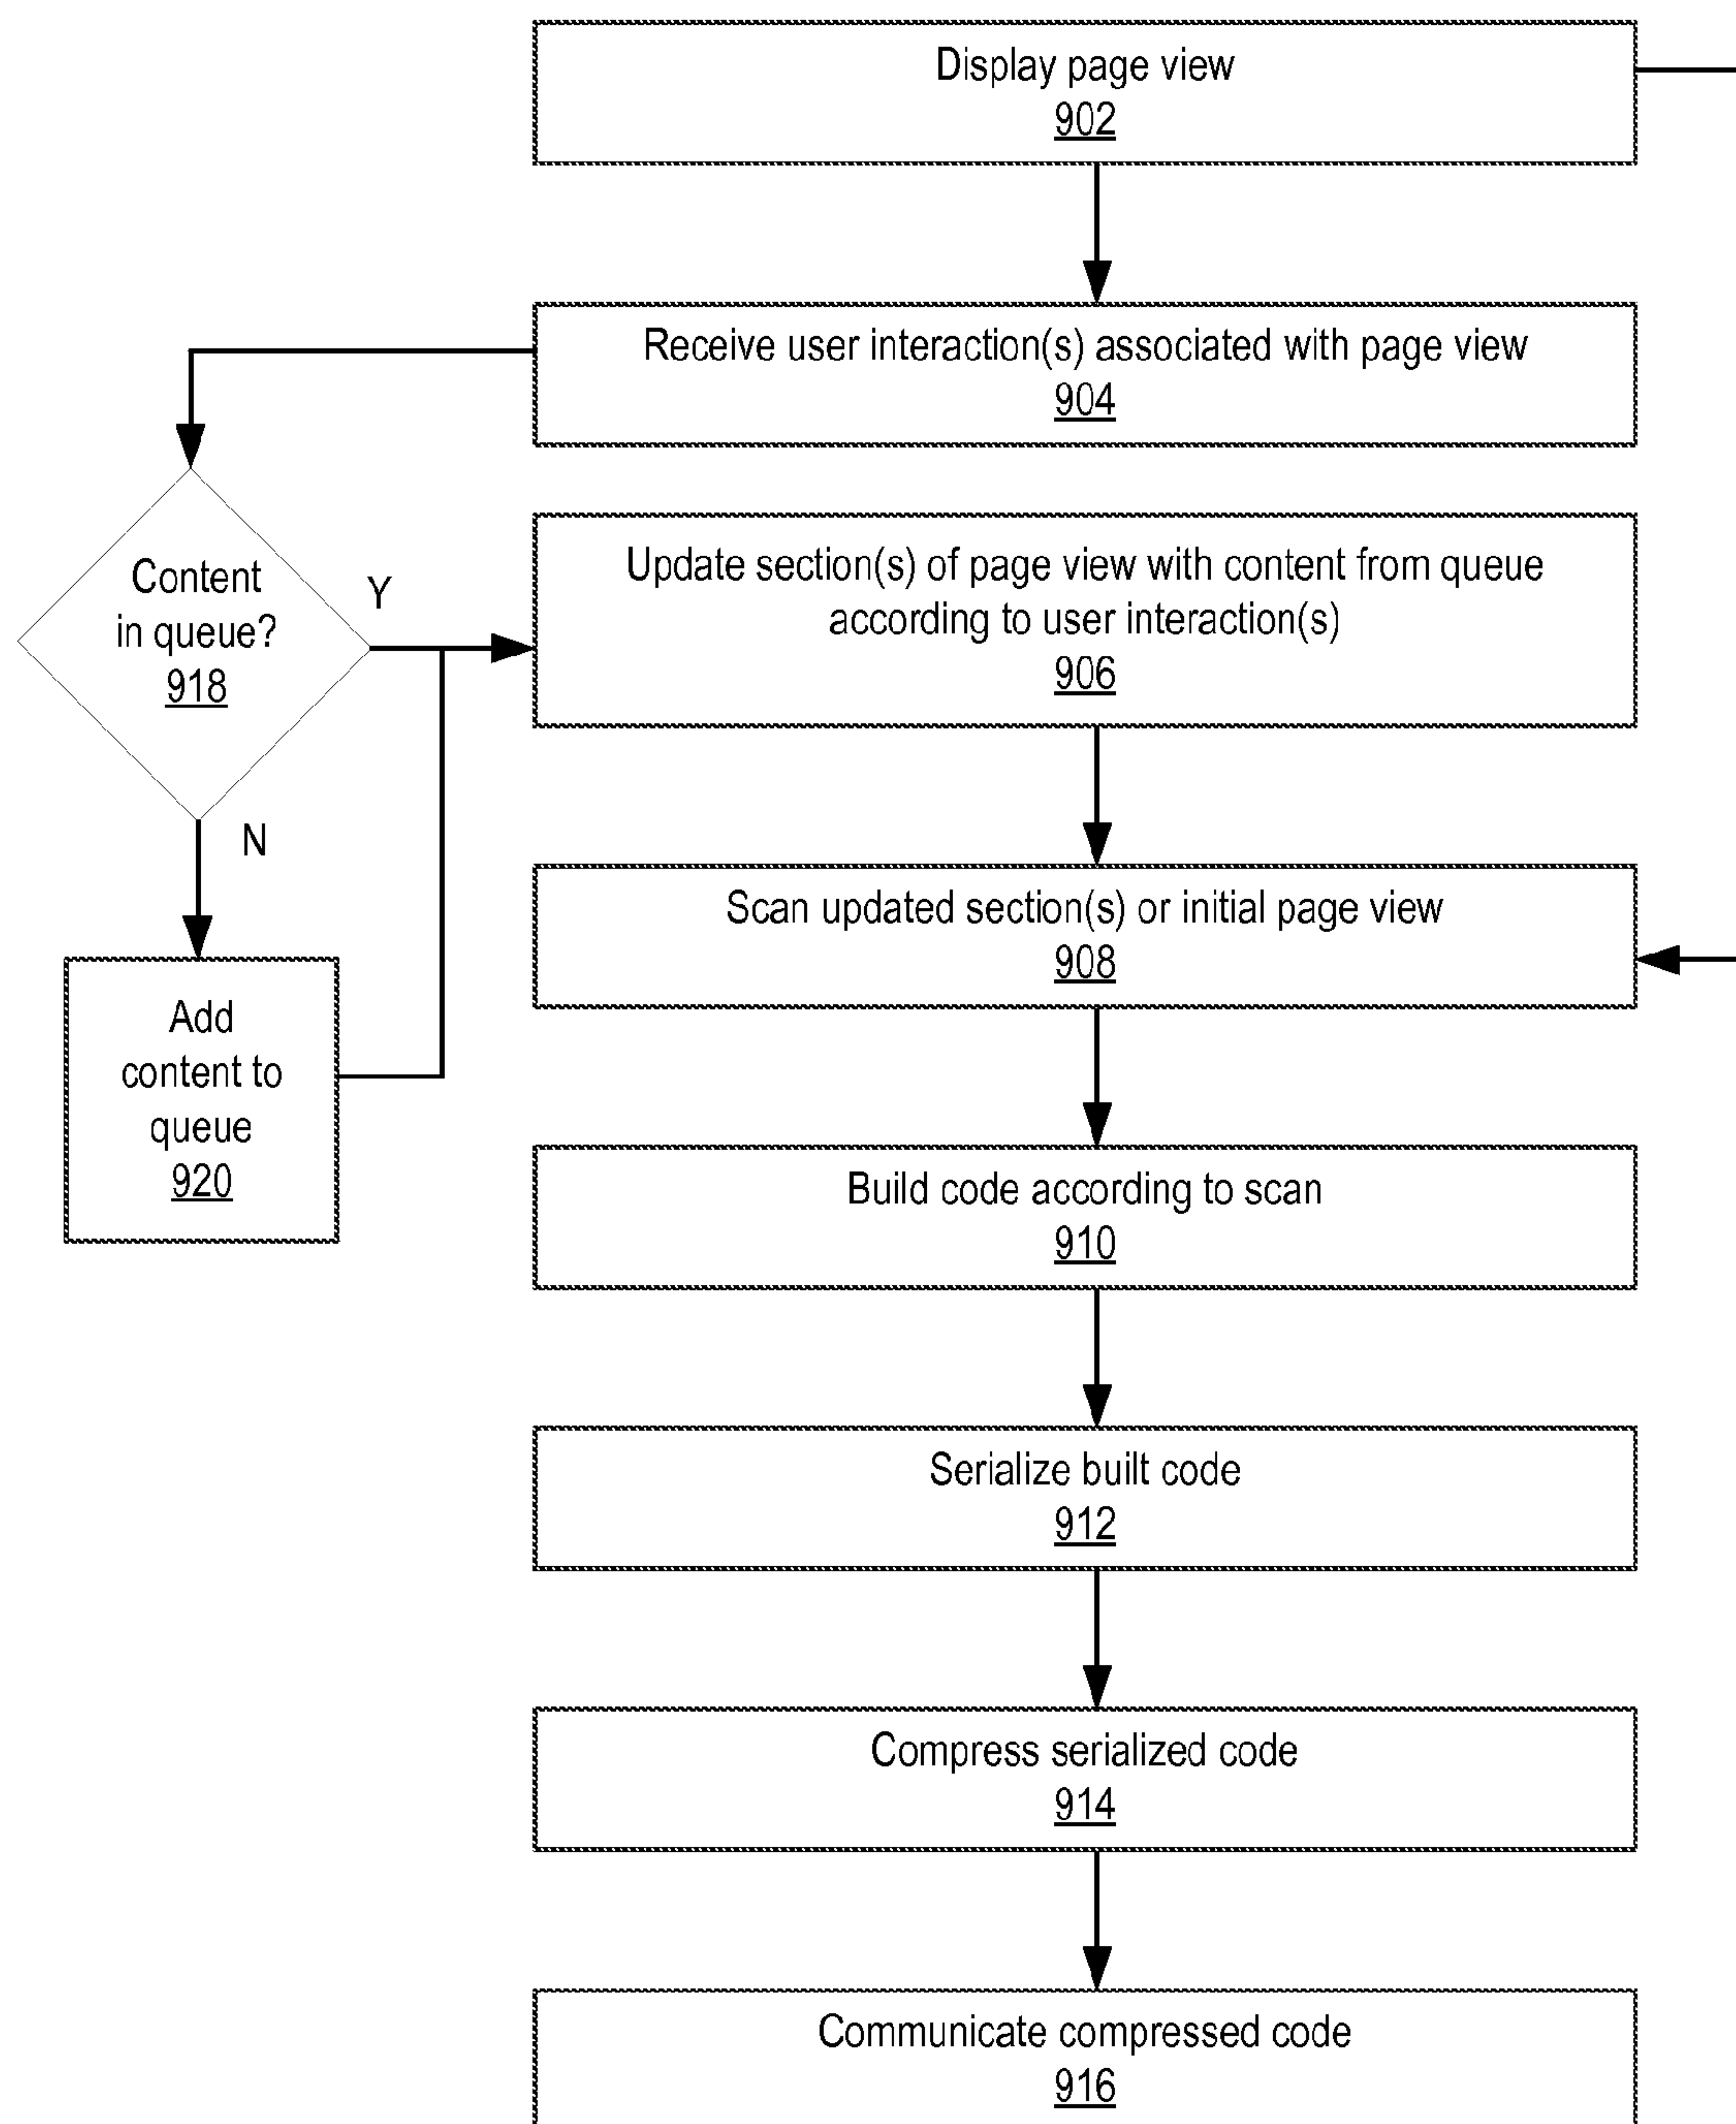 Display page view
902
Receive user interaction(s) associated with page view
904
Content
in queue?
918
Y
N
Update section(s) of page view with content from queue
according to user interaction(s)
906
Scan updated section(s) or initial page view
908
Add
content to
queue
920
Build code according to scan
910
Serialize built code
912
Compress serialized code
914
Communicate compressed code
916